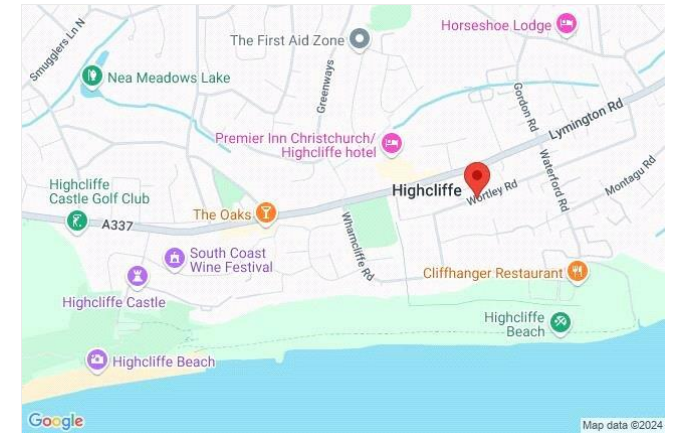 Horseshoe Lodge
The First Aid Zone
Smugglers Ln N
Nea Meadows Lake
Greenways
Gordon Rd
Lymington Rd
Premier Inn Christchurch/
Highcliffe hotel
Waterford Rd
Montagu Rd
Highcliffe
Castle Golf Club
Highcliffe
Wortley Rd
The Oaks
A337
Wharncliffe Rd
South Coast
Wine Festival
Cliffhanger Restaurant
Highcliffe Castle
Highcliffe
Beach
Highcliffe Beach
Google
Map data ©2024